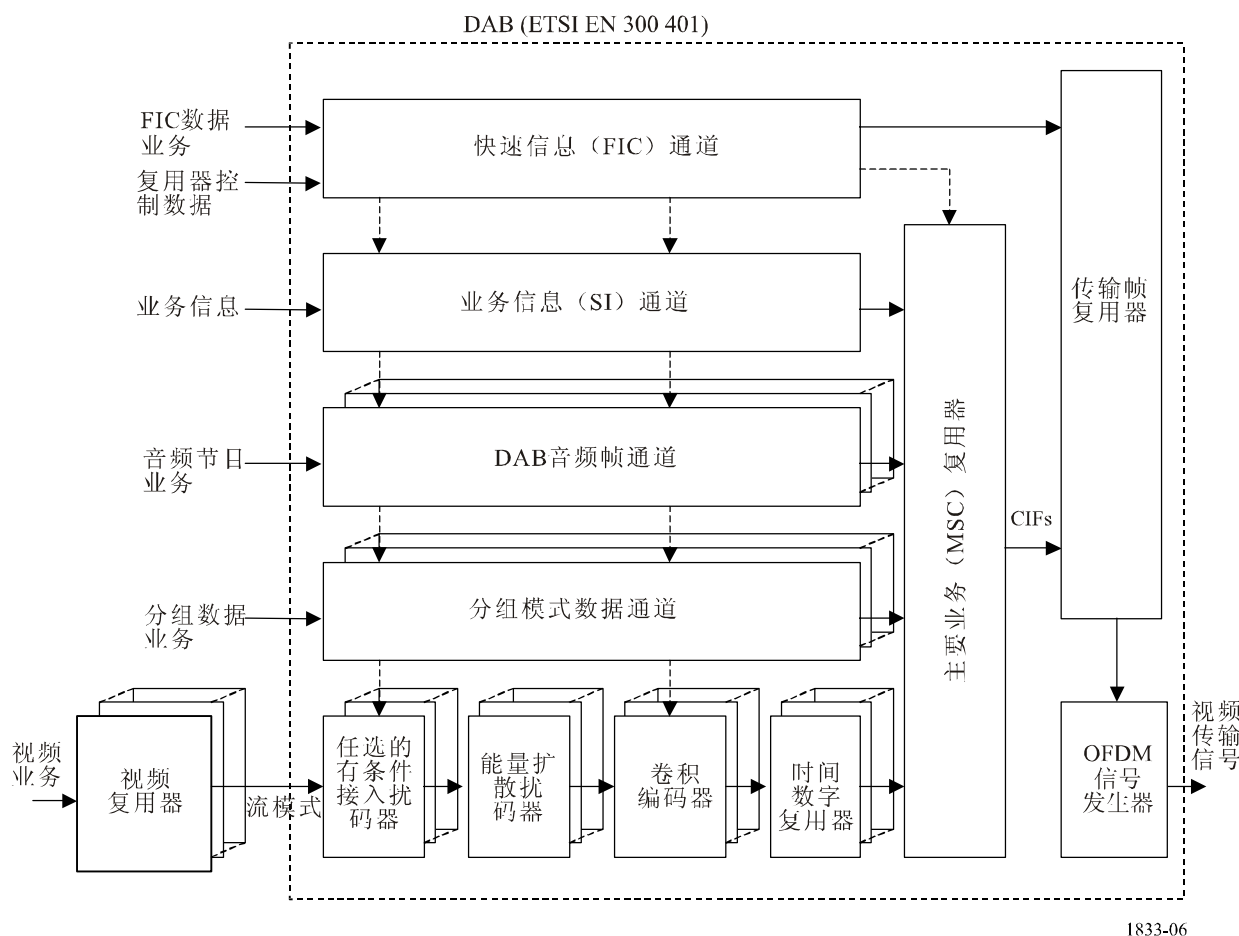 DAB (ETSI EN 300 401)
FIC数据
业务
快速信息（FIC）通道
复用器控
制数据
业务信息
业务信息（SI）通道
传输帧
复用器
音频节目
业务
DAB音频帧通道
主要业务（MSC）复用器
CIFs
分组数据
业务
分组模式数据通道
视频
业务
视频
复用器
流模式
任选的
有条件
接入扰
码器
能量扩
散扰码
器
卷积
编码器
时间
数字
复用器
OFDM
信号
发生器
视频
传输
信号
1833-06